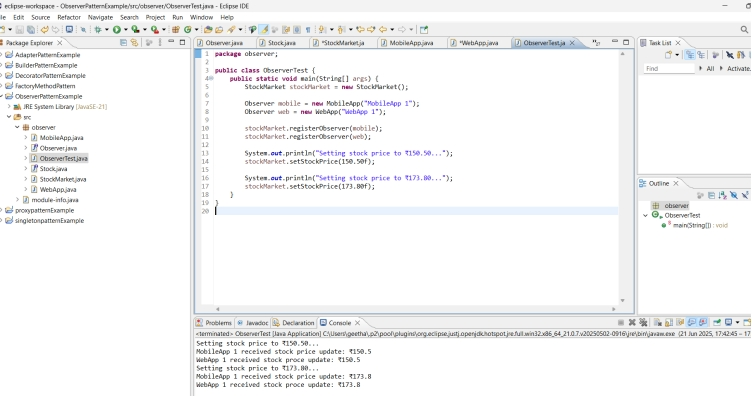 eclipse-workspace - ObserverPatternExample/src/observer/ObserverTest.java - Eclipse IDE
File Edit Source Refactor Navigate Search Project Run Window Help
Package Explorer
AdapterPatternExample
BuilderPatternExample
DecoratorPatternExample
FactoryMethodPattern
ObserverPatternExample
JRE System Library [JavaSE-21]
src
observer
MobileApp.java
Observer.java
ObserverTest.java
Stock.java
StockMarket.java
WebApp.java
module-info.java
proxypatternExample
singletonpatternExample
Observer.java Stock.java *StockMarket.ja MobileApp.java *WebApp.java ObserverTest.ja
1 package observer;
2
3 public class ObserverTest {
4 public static void main(String[] args) {
5 StockMarket stockMarket = new StockMarket();
6
7 Observer mobile = new MobileApp("MobileApp 1");
8 Observer web = new WebApp("WebApp 1");
9
10 stockMarket.registerObserver(mobile);
11 stockMarket.registerObserver(web);
12
13 System.out.println("Setting stock price to ₹150.50...");
14 stockMarket.setStockPrice(150.50f);
15
16 System.out.println("Setting stock price to ₹173.80...");
17 stockMarket.setStockPrice(173.80f);
18 }
19 }
20
Task List
Find All Activate.
Outline
observer
ObserverTest
main(String[]) : void
Problems Javadoc Declaration Console
<terminated> ObserverTest [Java Application] C:\Users\geetha\.p2\pool\plugins\org.eclipse.justj.openjdk.hotspot.jre.full.win32.x86_64_21.0.7.v20250502-0916\jre\bin\javaw.exe (21 Jun 2025, 17:42:45 – 17
Setting stock price to ₹150.50...
MobileApp 1 received stock price update: ₹150.5
WebApp 1 received stock proce update: ₹150.5
Setting stock price to ₹173.80...
MobileApp 1 received stock price update: ₹173.8
WebApp 1 received stock proce update: ₹173.8